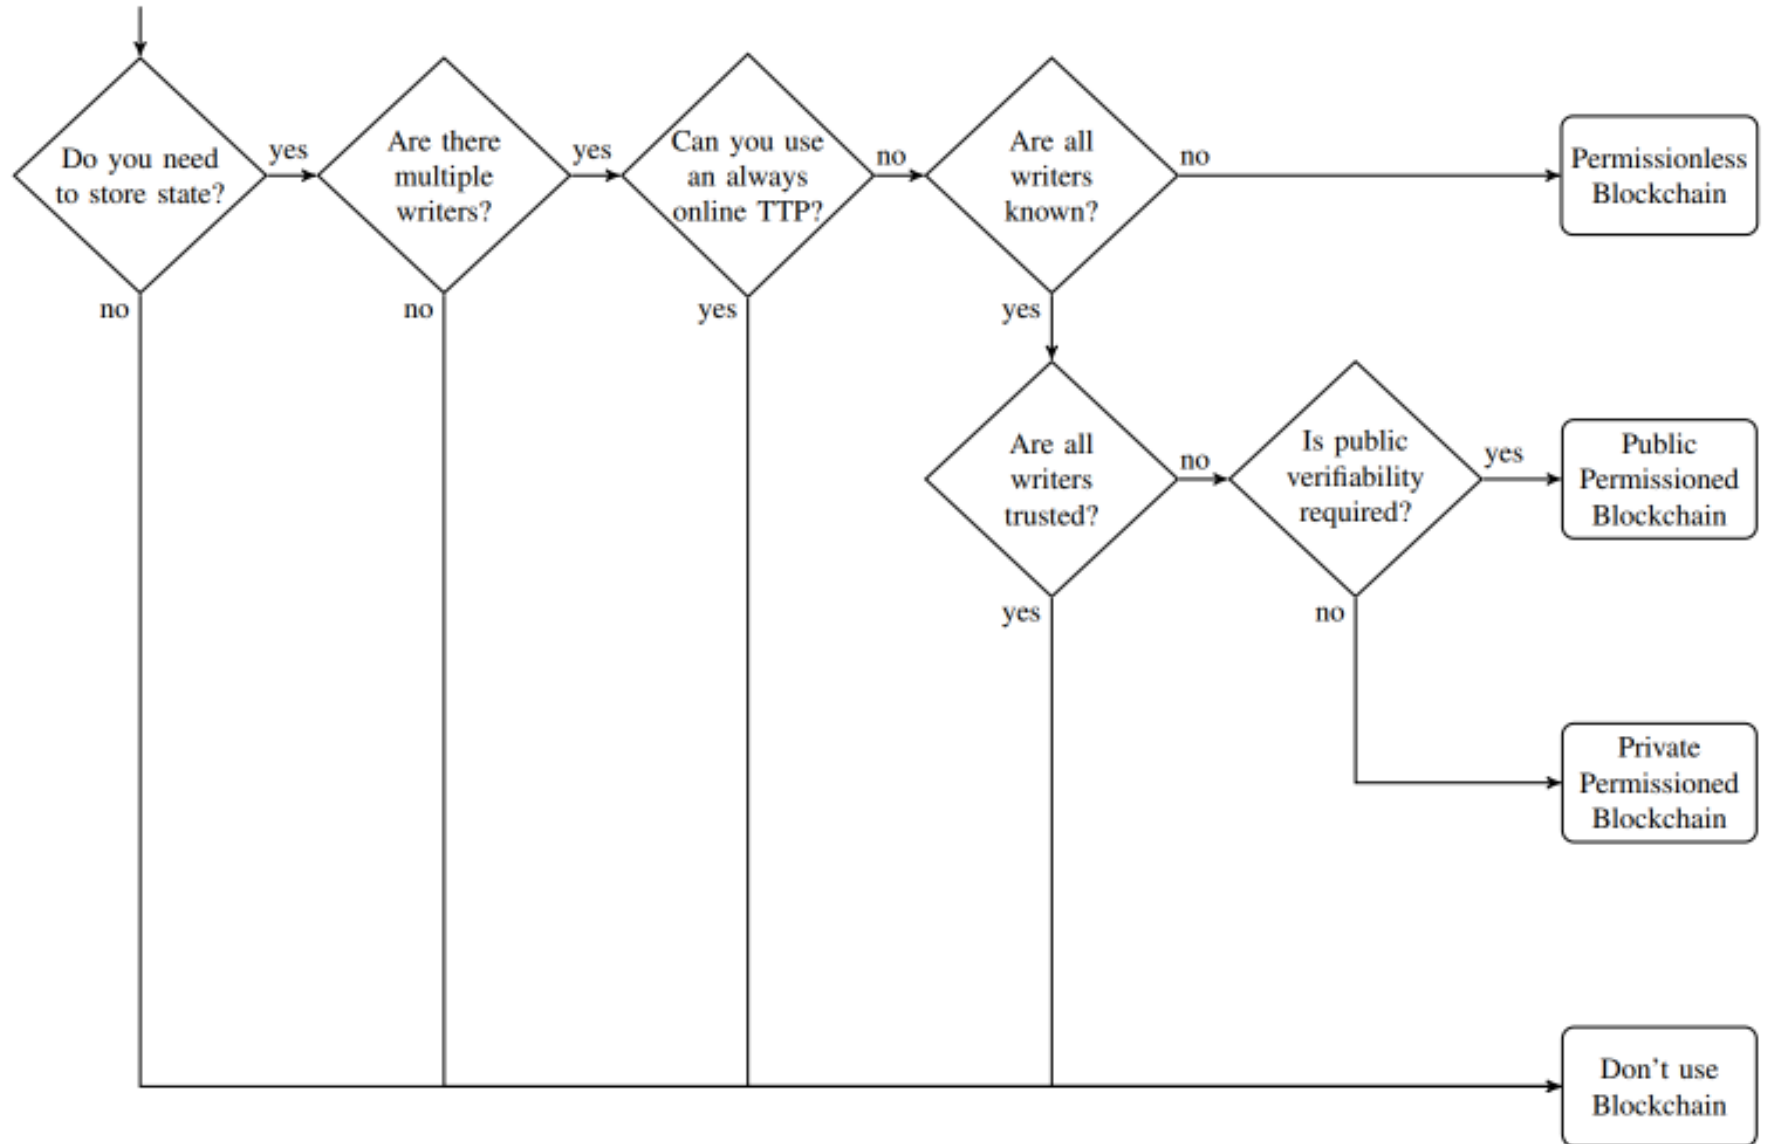 Do you need
to store state?
yes
no
Are there
multiple
writers?
yes
no
Can you use
an always
online TTP?
no
yes
Are all
writers
known?
no
yes
Permissionless
Blockchain
Are all
writers
trusted?
no
yes
Is public
verifiability
required?
yes
no
Public
Permissioned
Blockchain
Private
Permissioned
Blockchain
Don't use
Blockchain